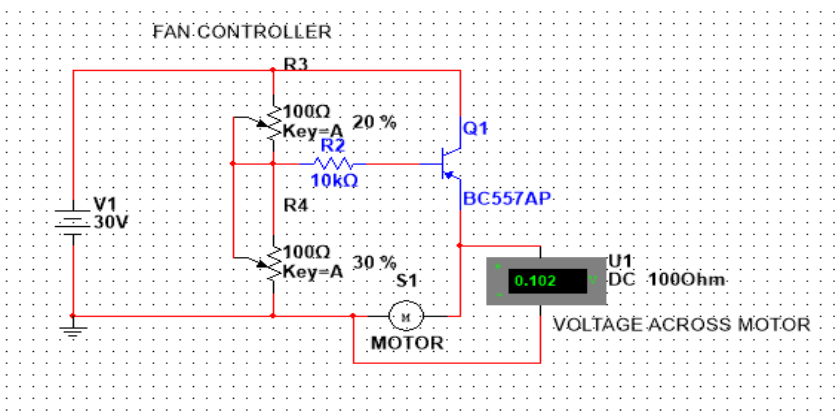 FAN CONTROLLER
R3
100Ω
Key=A
20 %
Q1
R2
10kΩ
BC557AP
V1
30V
R4
100Ω
Key=A
30 %
S1
M
MOTOR
+
-
0.102
V
U1
DC 100Ohm
VOLTAGE ACROSS MOTOR